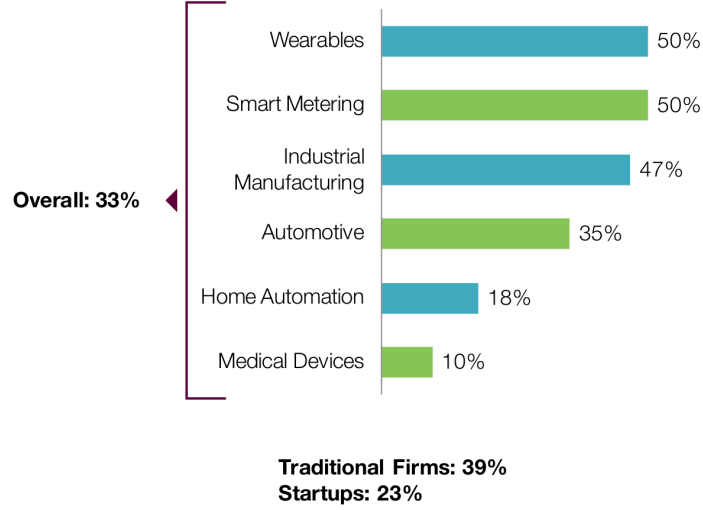 Wearables 50%
Smart Metering 50%
Industrial
Manufacturing 47%
Overall: 33%
Automotive 35%
Home Automation 18%
Medical Devices 10%
Traditional Firms: 39%
Startups: 23%